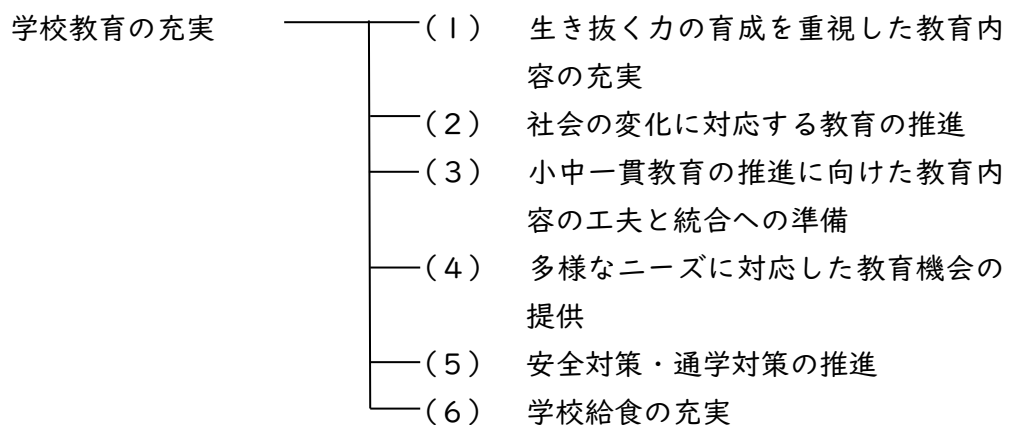 学校教育の充実 （１） 生き抜く力の育成を重視した教育内
容の充実
（２） 社会の変化に対応する教育の推進
（３） 小中一貫教育の推進に向けた教育内
容の工夫と統合への準備
（４） 多様なニーズに対応した教育機会の
提供
（５） 安全対策・通学対策の推進
（６） 学校給食の充実